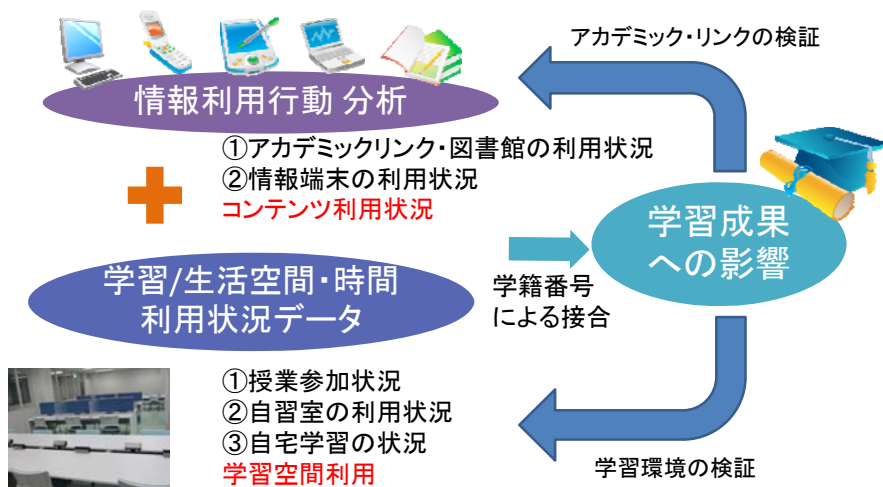 アカデミック・リンクの検証
情報利用行動 分析
①アカデミックリンク・図書館の利用状況
②情報端末の利用状況
コンテンツ利用状況
学習成果
への影響
学習/生活空間・時間
利用状況データ
学籍番号
による接合
①授業参加状況
②自習室の利用状況
③自宅学習の状況
学習空間利用
学習環境の検証